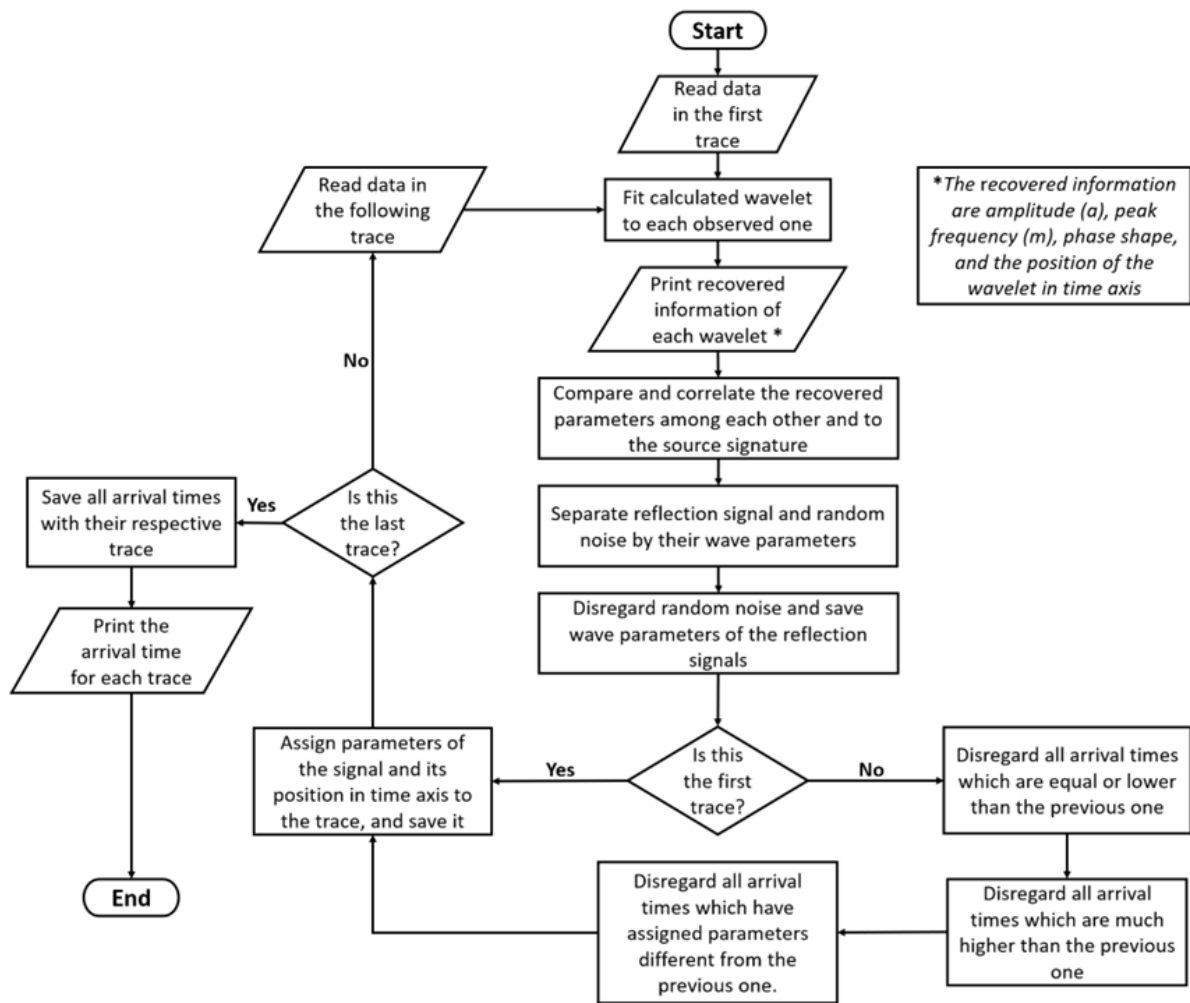 Start
Read data
in the first
trace
Read data in
the following
trace
Fit calculated wavelet
to each observed one
*The recovered information
are amplitude (a), peak
frequency (m), phase shape,
and the position of the
wavelet in time axis
Print recovered
information of
each wavelet *
No
Compare and correlate the recovered
parameters among each other and to
the source signature
Save all arrival times
with their respective
trace
Yes
Is this
the last
trace?
Separate reflection signal and random
noise by their wave parameters
Disregard random noise and save
wave parameters of the reflection
signals
Print the
arrival time
for each trace
Assign parameters of
the signal and its
position in time axis to
the trace, and save it
Yes
Is this
the first
trace?
No
Disregard all arrival times
which are equal or lower
than the previous
one
End
Disregard all arrival
times which have
assigned parameters
different from the
previous one.
Disregard all arrival
times which are much
higher than the previous
one